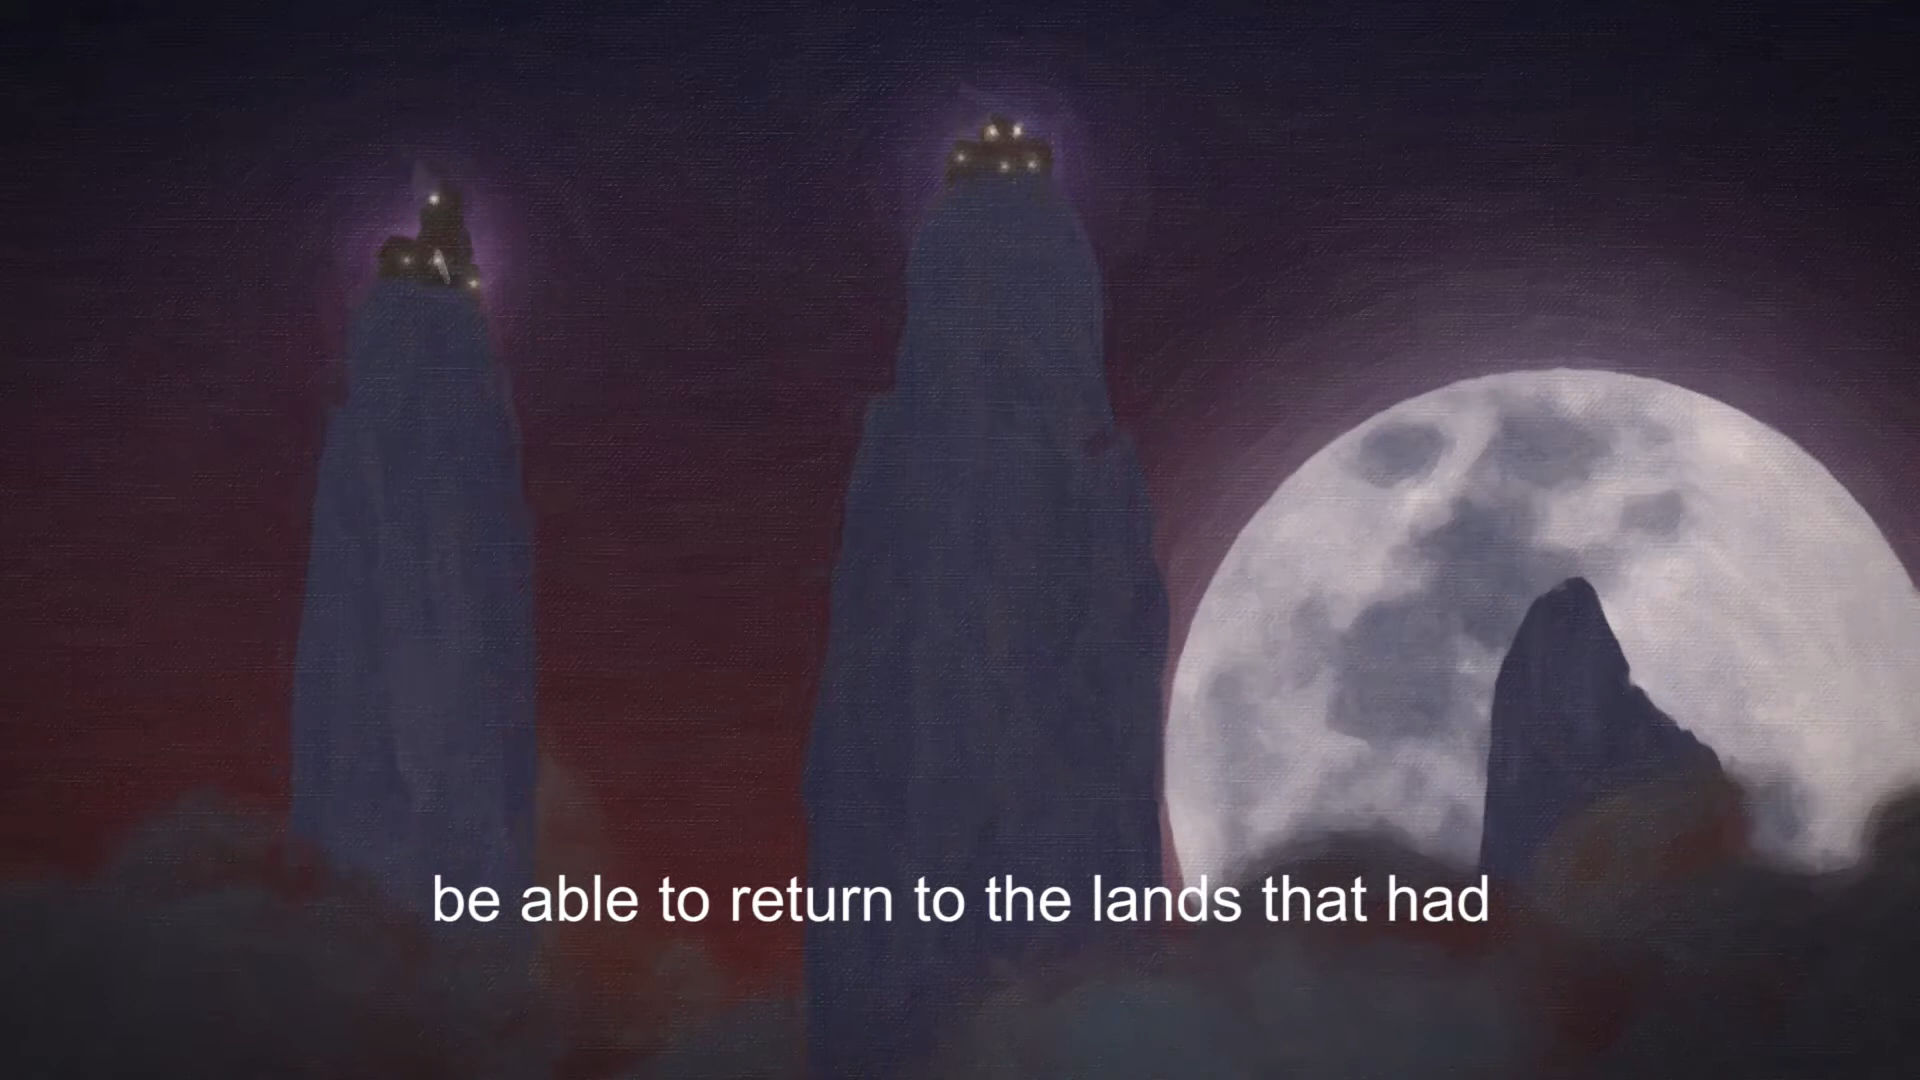 be able to return to the lands that had